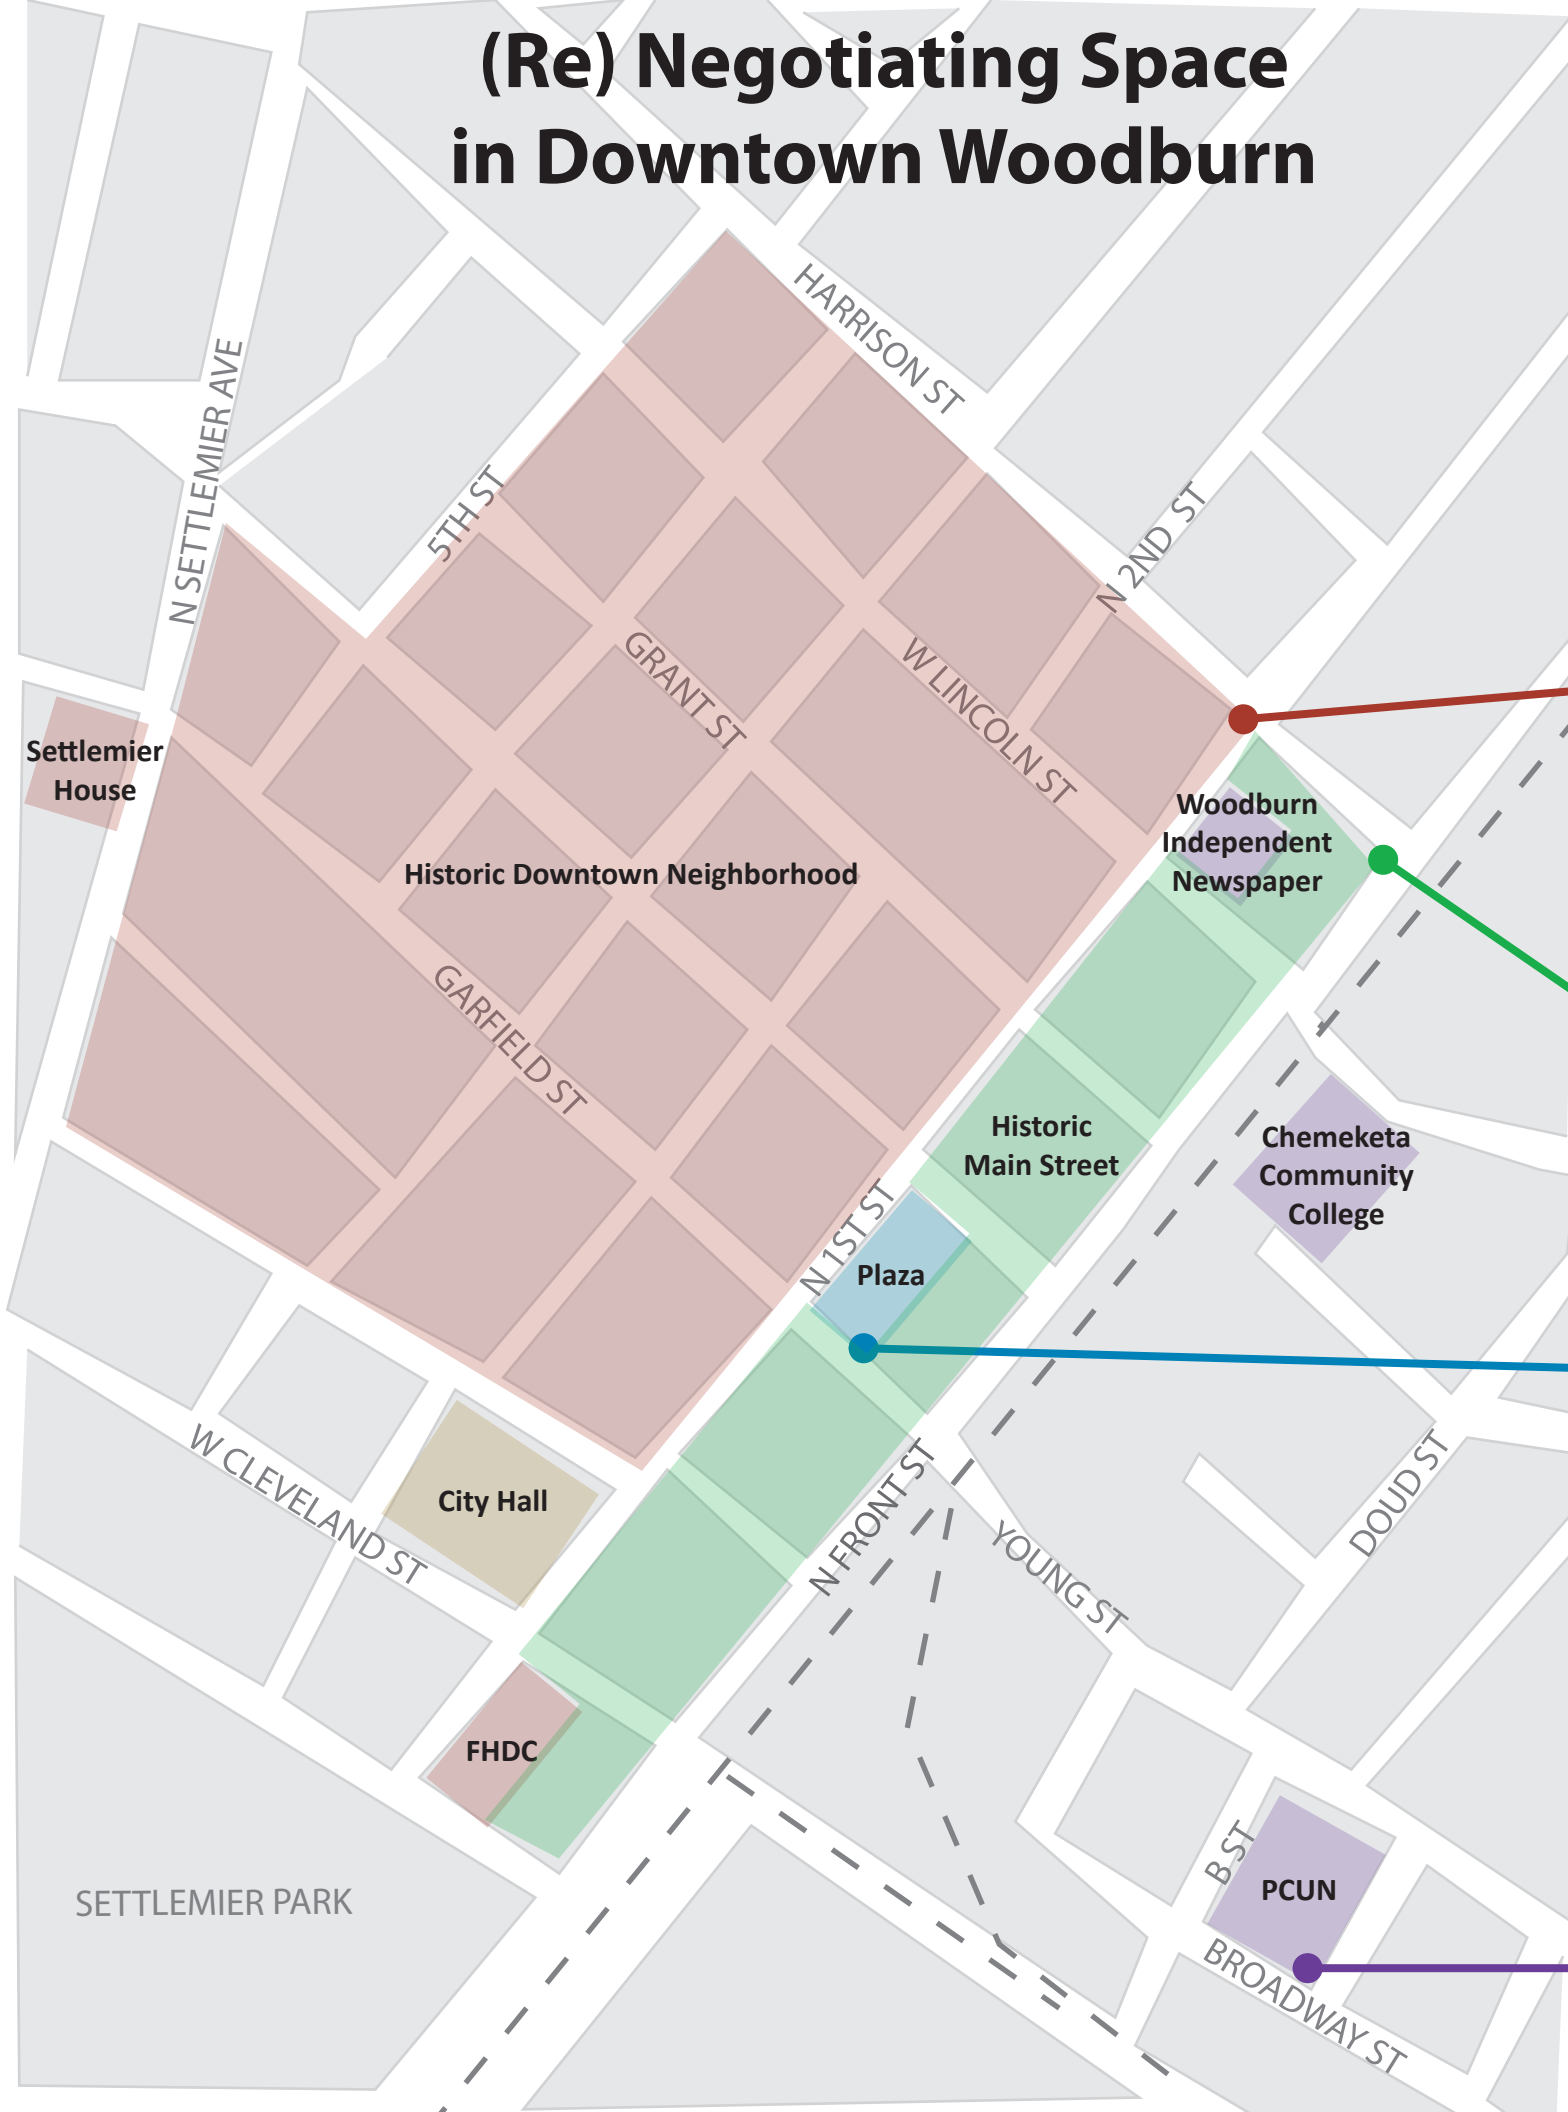 (Re) Negotiating Space
in Downtown Woodburn
HARRISON ST
N SETTLEMIER AVE
5TH ST
N 2ND ST
GRANT ST
W LINCOLN ST
Settlemier
House
Woodburn
Independent
Newspaper
Historic Downtown Neighborhood
GARFIELD ST
Historic
Main Street
Chemeketa
Community
College
N 1ST ST
Plaza
W CLEVELAND ST
City Hall
N FRONT ST
YOUNG ST
DOUD ST
FHDC
B ST
PCUN
SETTLEMIER PARK
BROADWAY ST